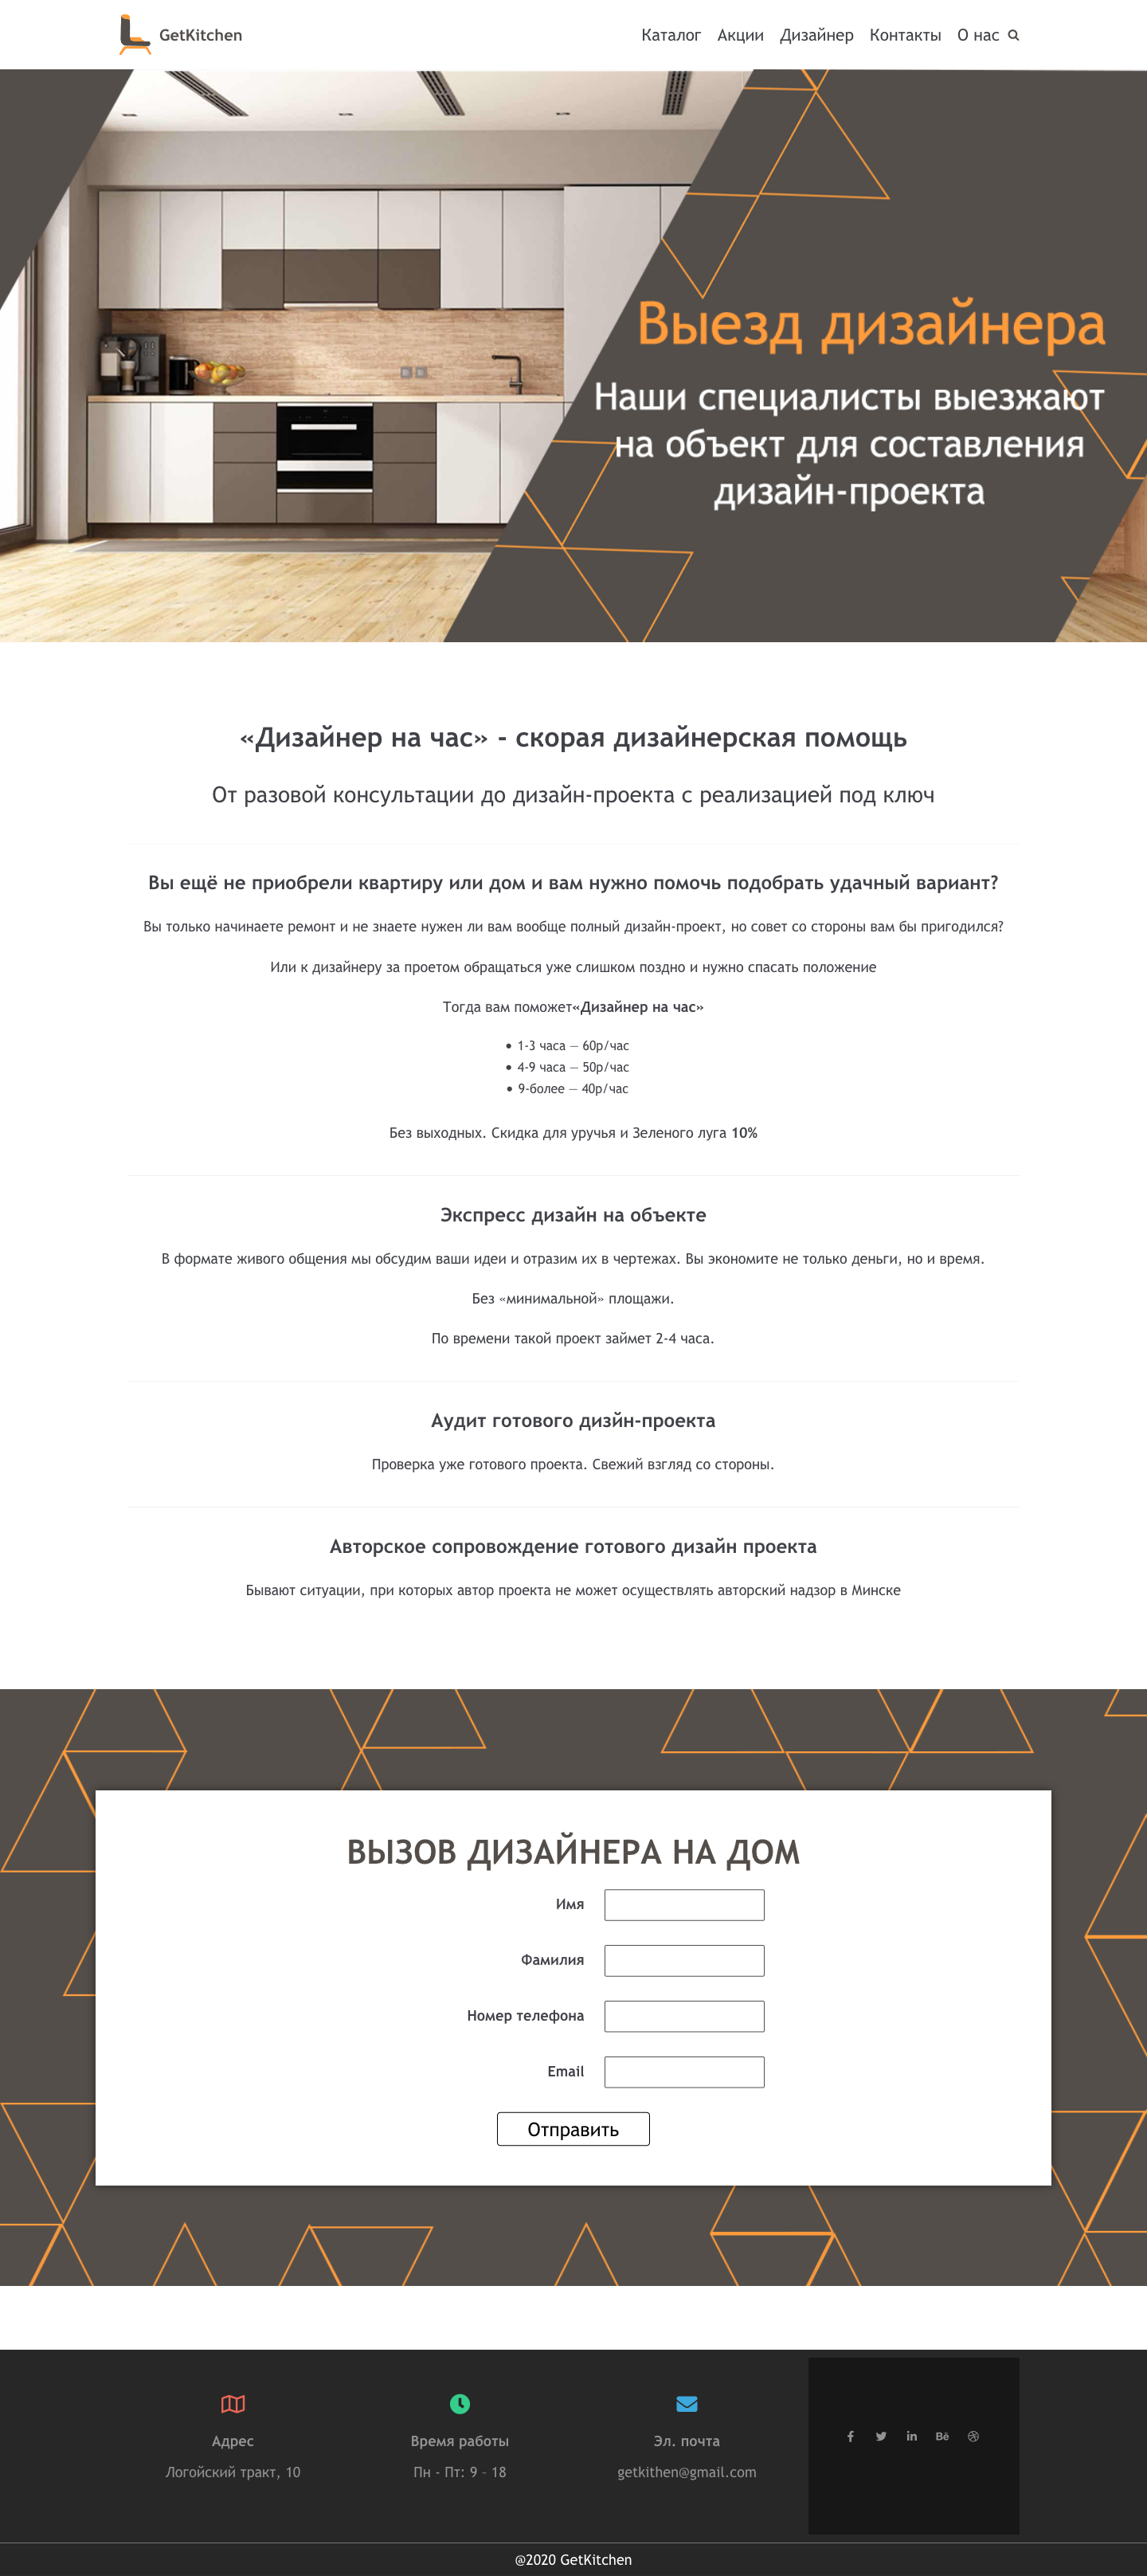 GetKitchen
Каталог Акции Дизайнер Контакты О нас
Выезд дизайнера
Наши специалисты выезжают
на объект для составления
дизайн-проекта
«Дизайнер на час» - скорая дизайнерская помощь
От разовой консультации до дизайн-проекта с реализацией под ключ
Вы ещё не приобрели квартиру или дом и вам нужно помочь подобрать удачный вариант?
Вы только начинаете ремонт и не знаете нужен ли вам вообще полный дизайн-проект, но совет со стороны вам бы пригодился?
Или к дизайнеру за проетом обращаться уже слишком поздно и нужно спасать положение
Тогда вам поможет«Дизайнер на час»
• 1-3 часа — 60р/час
• 4-9 часа — 50р/час
• 9-более — 40р/час
Без выходных. Скидка для уручья и Зеленого луга 10%
Экспресс дизайн на объекте
В формате живого общения мы обсудим ваши идеи и отразим их в чертежах. Вы экономите не только деньги, но и время.
Без «минимальной» площажи.
По времени такой проект займет 2-4 часа.
Аудит готового дизйн-проекта
Проверка уже готового проекта. Свежий взгляд со стороны.
Авторское сопровождение готового дизайн проекта
Бывают ситуации, при которых автор проекта не может осуществлять авторский надзор в Минске
ВЫЗОВ ДИЗАЙНЕРА НА ДОМ
Имя
Фамилия
Номер телефона
Email
Отправить
Адрес
Логойский тракт, 10
Время работы
Пн - Пт: 9 - 18
Эл. почта
getkithen@gmail.com
@2020 GetKitchen